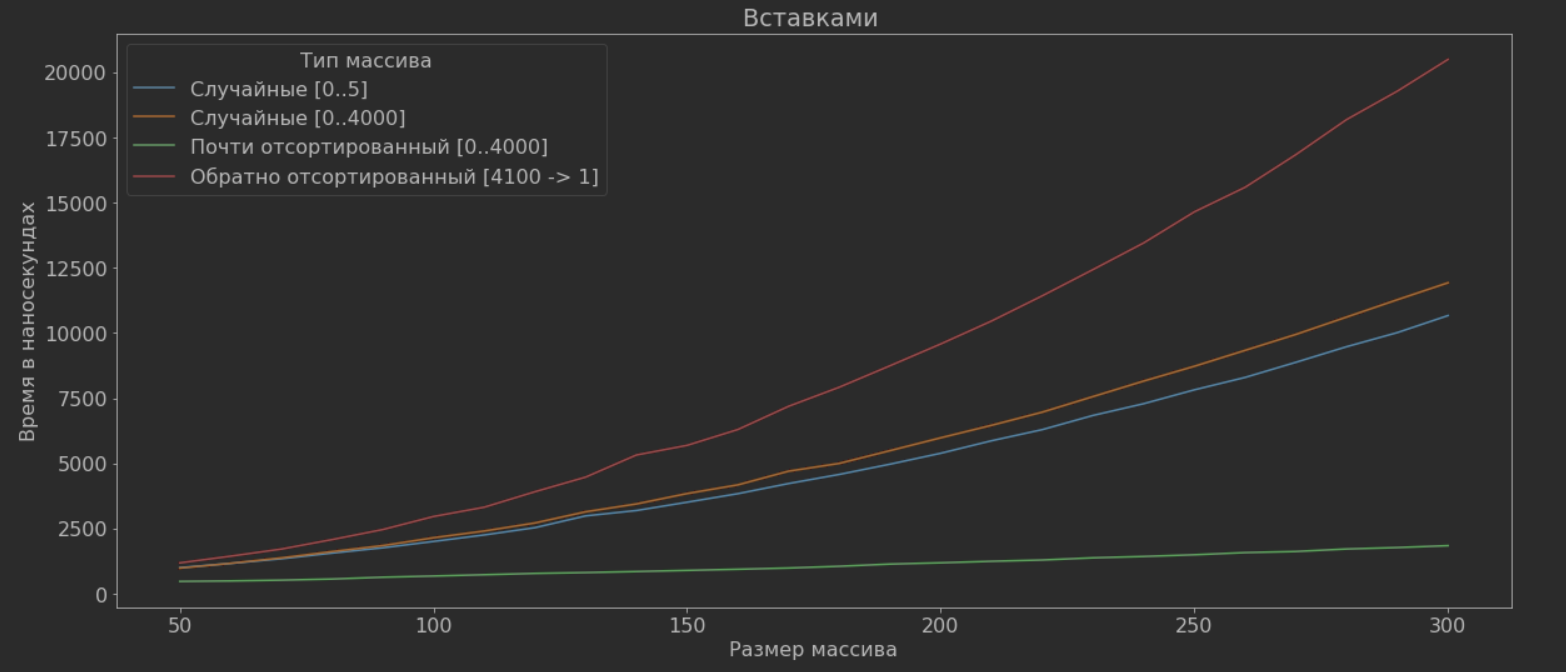 Вставками
Тип массива
Случайные [0..5]
Случайные [0..4000]
Почти отсортированный [0..4000]
Обратно отсортированный [4100 -> 1]
Время в наносекундах
20000
17500
15000
12500
10000
7500
5000
2500
0
50
100
150
200
250
300
Размер массива